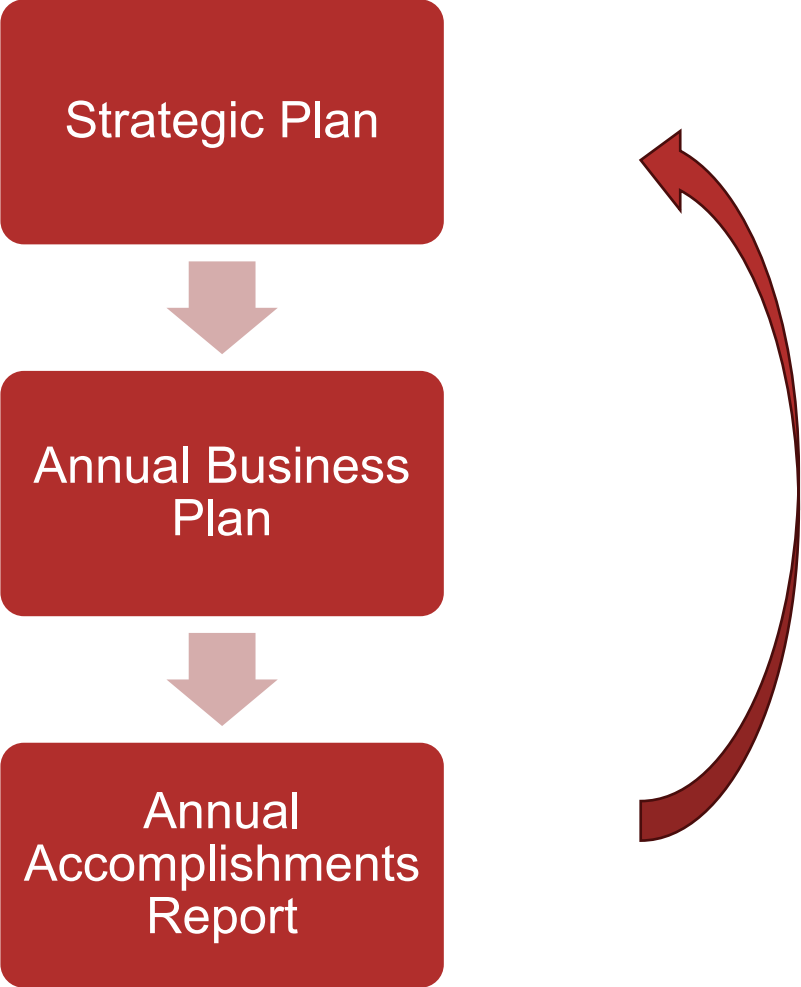 Strategic Plan
Annual Business
Plan
Annual
Accomplishments
Report